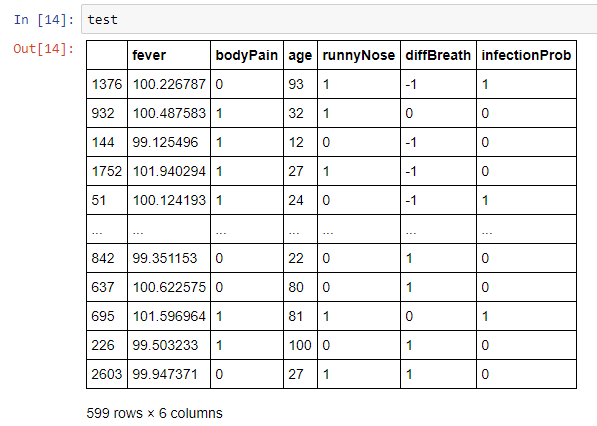 In [14]: test
Out[14]:
fever bodyPain age runnyNose diffBreath infectionProb
1376 100.226787 0 93 1 -1 1
932 100.487583 1 32 1 0 0
144 99.125496 1 12 0 -1 0
1752 101.940294 1 27 1 -1 0
51 100.124193 1 24 0 -1 1
... ... ... ... ... ... ...
842 99.351153 0 22 0 1 0
637 100.622575 0 80 0 1 0
695 101.596964 1 81 1 0 1
226 99.503233 1 100 0 1 0
2603 99.947371 0 27 1 1 0
599 rows × 6 columns